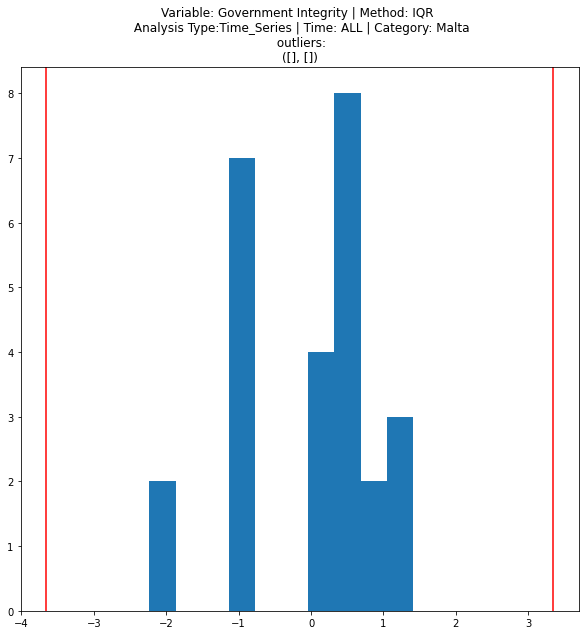 Variable: Government Integrity | Method: IQR
Analysis Type:Time_Series | Time: ALL | Category: Malta
outliers:
([], [])
8
7
6
5
4
3
2
1
0
−4 −3 −2 −1 0 1 2 3